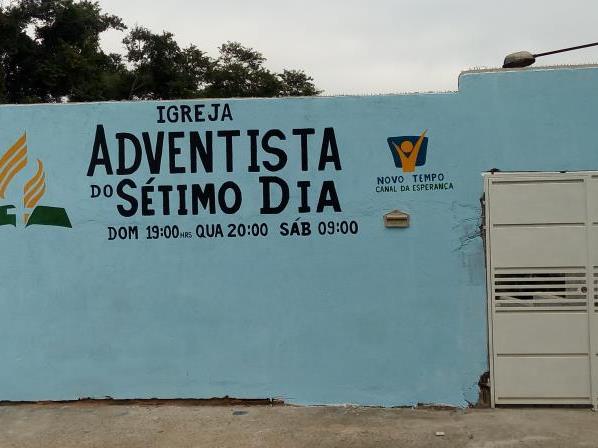 IGREJA
ADVENTISTA
DO SÉTIMO DIA
DOM 19:00HRS QUA 20:00 SÁB 09:00
NOVO TEMPO
CANAL DA ESPERANÇA